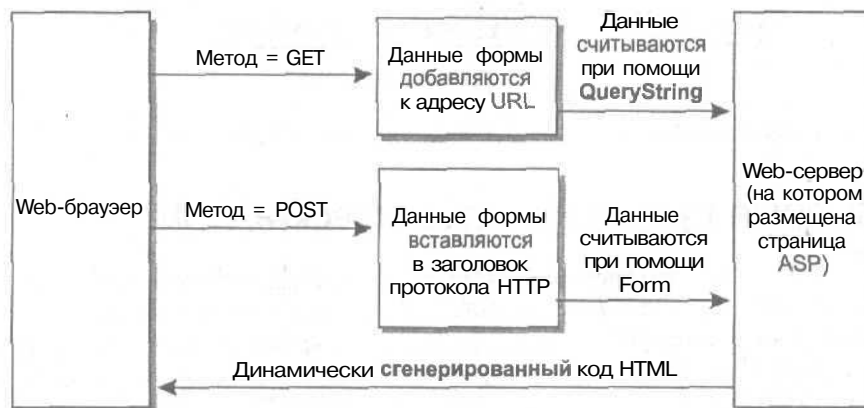 Web-браузер
Метод = GET
Данные формы
добавляются
к адресу URL
Данные
считываются
при помощи
QueryString
Метод = POST
Данные формы
вставляются
в заголовок
протокола HTTP
Данные
считываются
при помощи
Form
Web-сервер
(на котором
размещена
страница
ASP)
Динамически сгенерированный код HTML